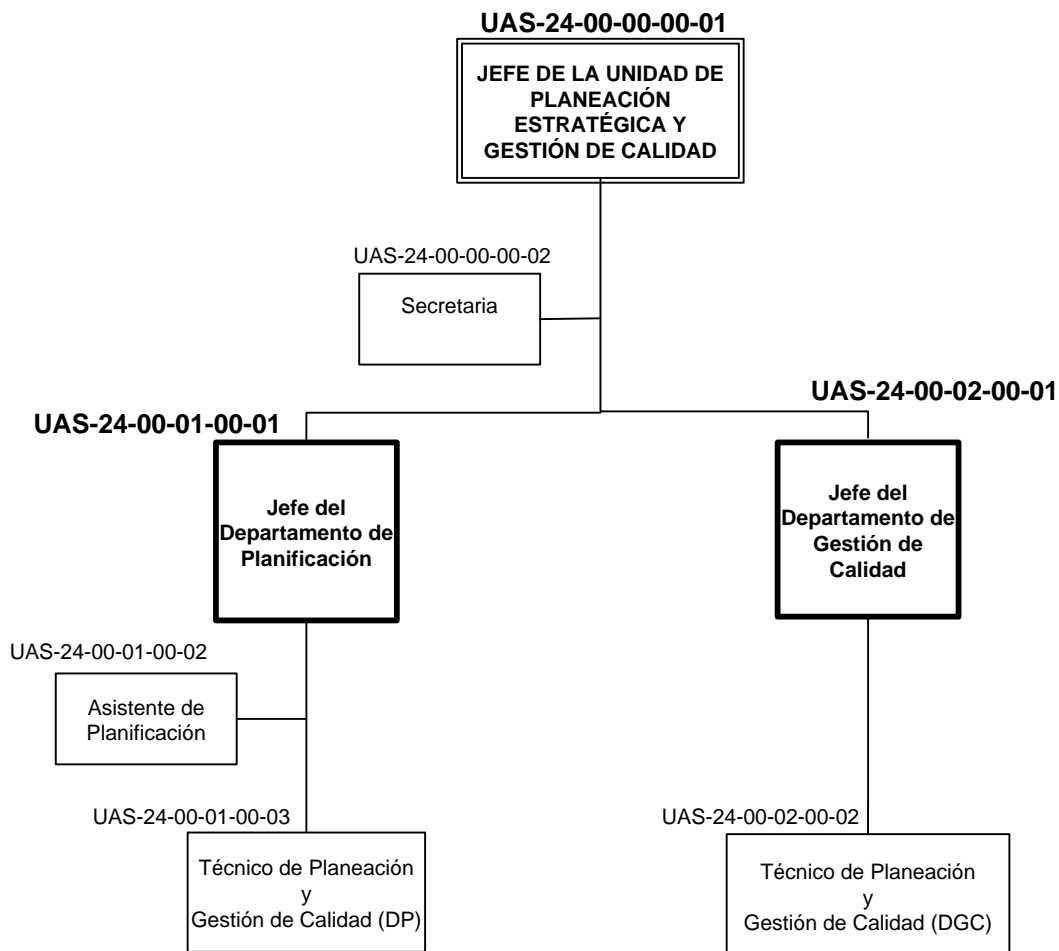 UAS-24-00-00-00-01
JEFE DE LA UNIDAD DE
PLANEACIÓN
ESTRATÉGICA Y
GESTIÓN DE CALIDAD
UAS-24-00-00-00-02
Secretaria
UAS-24-00-01-00-01
Jefe del
Departamento de
Planificación
UAS-24-00-02-00-01
Jefe del
Departamento de
Gestión de
Calidad
UAS-24-00-01-00-02
Asistente de
Planificación
UAS-24-00-01-00-03
Técnico de Planeación
y
Gestión de Calidad (DP)
UAS-24-00-02-00-02
Técnico de Planeación
y
Gestión de Calidad (DGC)